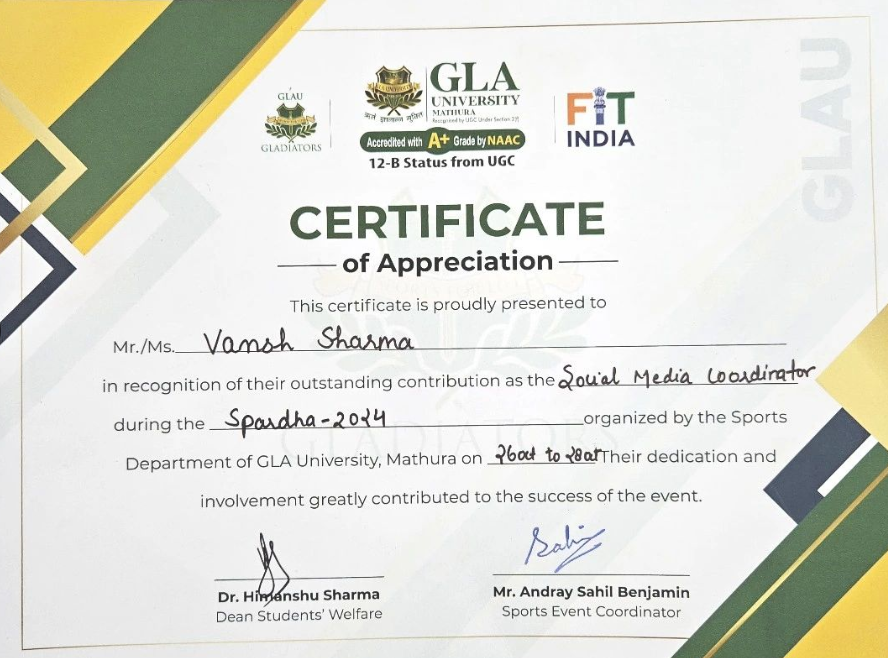 GLAU
GLAU
GLADIATORS
GLA
UNIVERSITY
MATHURA
Recognised by UGC Under Section 2(f)
Accredited with A+ Grade by NAAC
12-B Status from UGC
FIT
INDIA
CERTIFICATE
of Appreciation
This certificate is proudly presented to
Mr./Ms. Vansh Sharma
in recognition of their outstanding contribution as the Social Media Coordinator
during the Spardha-2024 organized by the Sports
Department of GLA University, Mathura on 26oct to 28oct Their dedication and
involvement greatly contributed to the success of the event.
Dr. Himanshu Sharma
Dean Students' Welfare
Mr. Andray Sahil Benjamin
Sports Event Coordinator